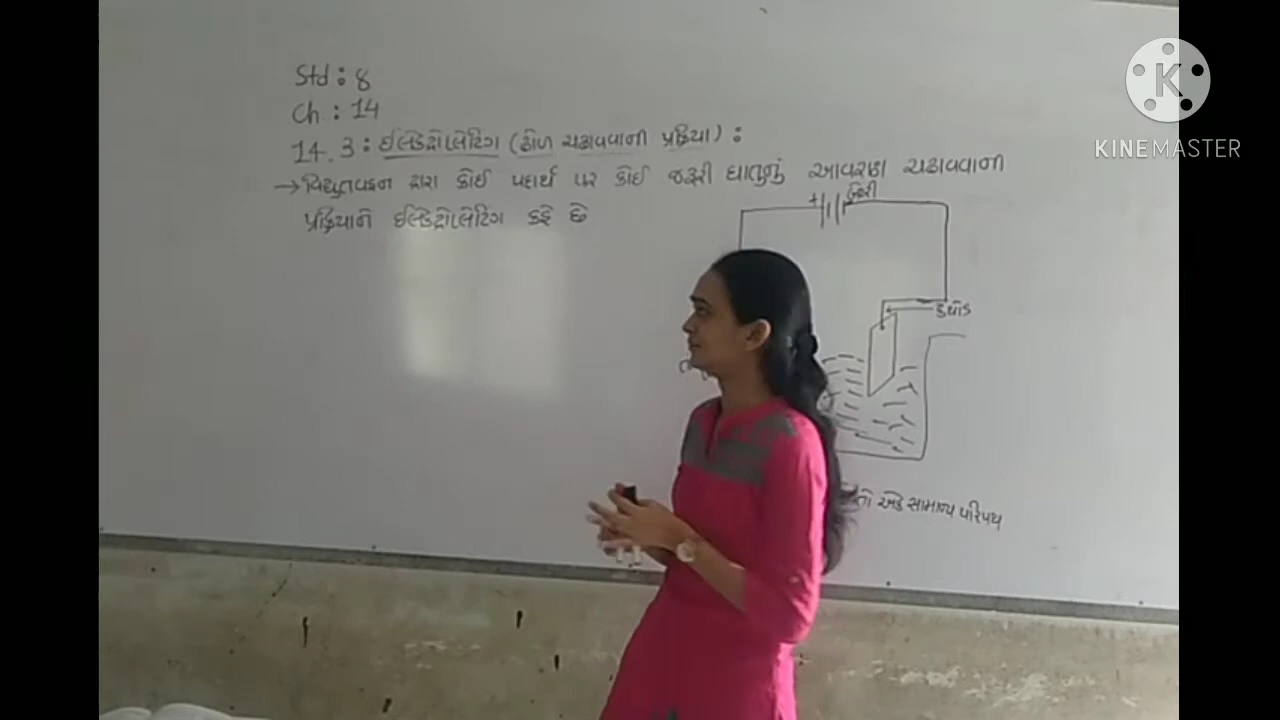 Std : 8
Ch. : 14
14.3 : ઈલેક્ટ્રોપ્લેટિંગ (ઢોળ ચઢાવવાની પ્રક્રિયા) :
→ વિદ્યુતવહન દ્વારા કોઈ પદાર્થ પર કોઈ જરૂરી ધાતુનું આવરણ ચઢાવવાની
પ્રક્રિયાને ઈલેક્ટ્રોપ્લેટિંગ કહે છે
+ બેટરી
કેથોડ
એક સામાન્ય પરિપથ
KINEMASTER